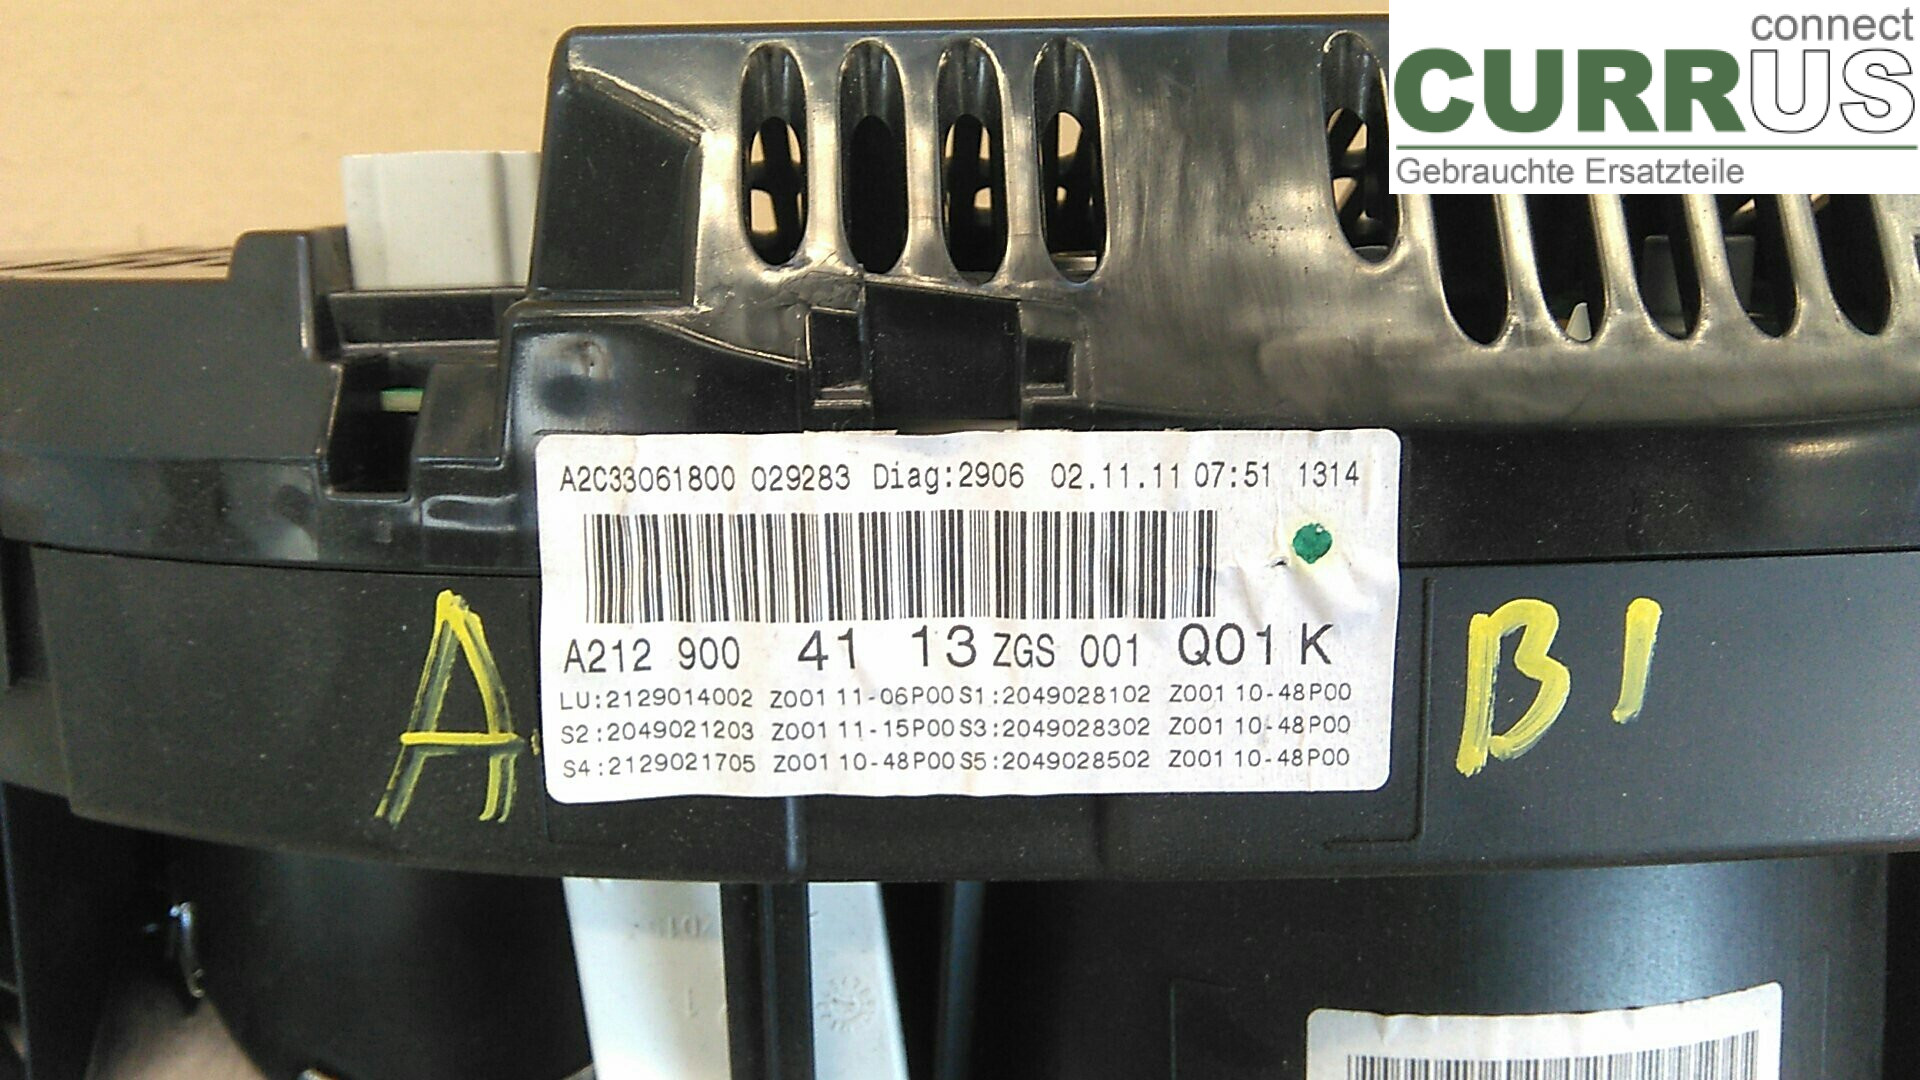 connect
CURRUS
Gebrauchte Ersatzteile
A2C33061800 029283 Diag:2906 02.11.11 07:51 1314
A212 900 41 13 ZGS 001 Q01 K
LU:2129014002 Z001 11-06P00 S1:2049028102 Z001 10-48P00
S2:2049021203 Z001 11-15P00 S3:2049028302 Z001 10-48P00
S4:2129021705 Z001 10-48P00 S5:2049028502 Z001 10-48P00
A
B1